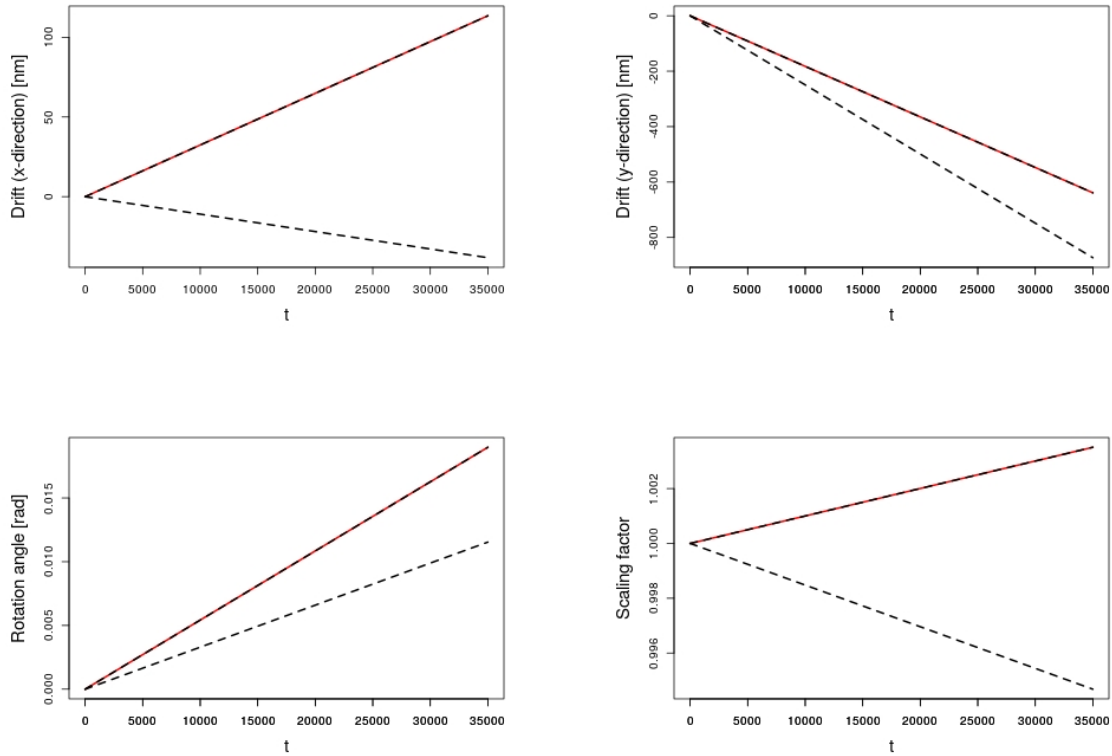 Drift (x-direction) [nm]
100
50
0
0 5000 10000 15000 20000 25000 30000 35000
t
Drift (y-direction) [nm]
0
-200
-400
-600
-800
0 5000 10000 15000 20000 25000 30000 35000
t
Rotation angle [rad]
0.015
0.010
0.005
0.000
0 5000 10000 15000 20000 25000 30000 35000
t
Scaling factor
1.002
1.000
0.998
0.996
0 5000 10000 15000 20000 25000 30000 35000
t